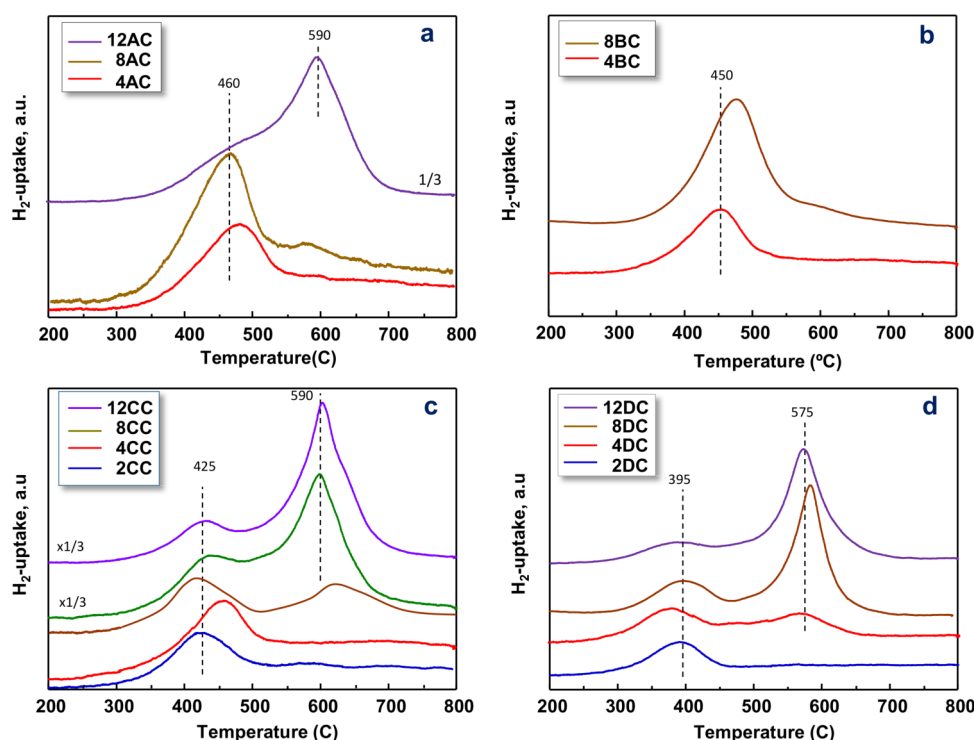 a
12AC
8AC
4AC
590
460
1/3
H₂-uptake, a.u.
200 300 400 500 600 700 800
Temperature(C)
b
8BC
4BC
450
H₂-uptake, a.u
200 300 400 500 600 700 800
Temperature (ºC)
c
12CC
8CC
4CC
2CC
590
425
x1/3
x1/3
H₂-uptake, a.u
200 300 400 500 600 700 800
Temperature (C)
d
12DC
8DC
4DC
2DC
575
395
H₂-uptake, a.u
200 300 400 500 600 700 800
Temperature (C)